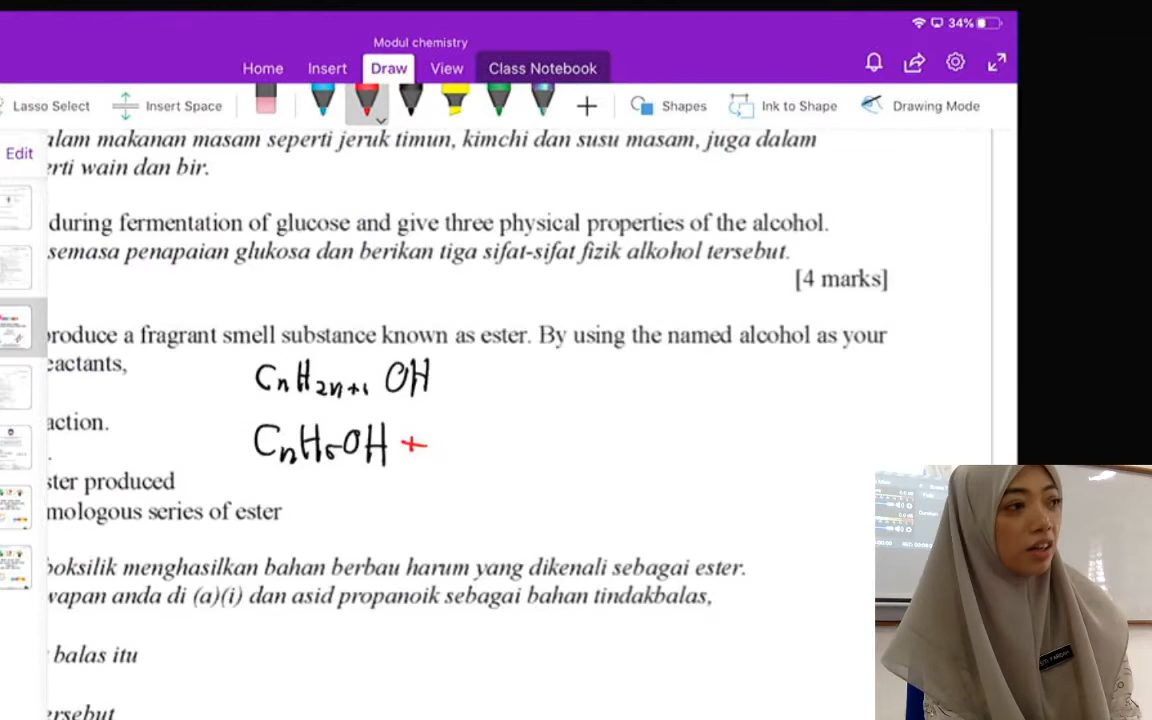 34%
Modul chemistry
Home Insert Draw View Class Notebook
Lasso Select Insert Space Shapes Ink to Shape Drawing Mode
Edit
alam makanan masam seperti jeruk timun, kimchi dan susu masam, juga dalam
erti wain dan bir.
during fermentation of glucose and give three physical properties of the alcohol.
semasa penapaian glukosa dan berikan tiga sifat-sifat fizik alkohol tersebut.
[4 marks]
roduce a fragrant smell substance known as ester. By using the named alcohol as your
eactants,
CnH2n+1 OH
action.
CnH5OH +
ster produced
mologous series of ester
boksilik menghasilkan bahan berbau harum yang dikenali sebagai ester.
wapan anda di (a)(i) dan asid propanoik sebagai bahan tindakbalas,
balas itu
ersebut
SITI FARDAH